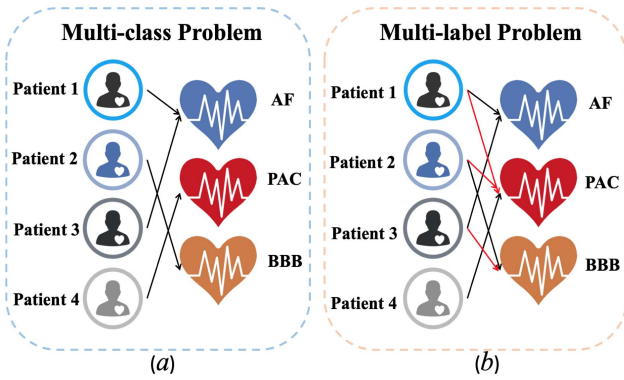 Multi-class Problem
Patient 1
AF
Patient 2
PAC
Patient 3
BBB
Patient 4
(a)
Multi-label Problem
Patient 1
AF
Patient 2
PAC
Patient 3
BBB
Patient 4
(b)